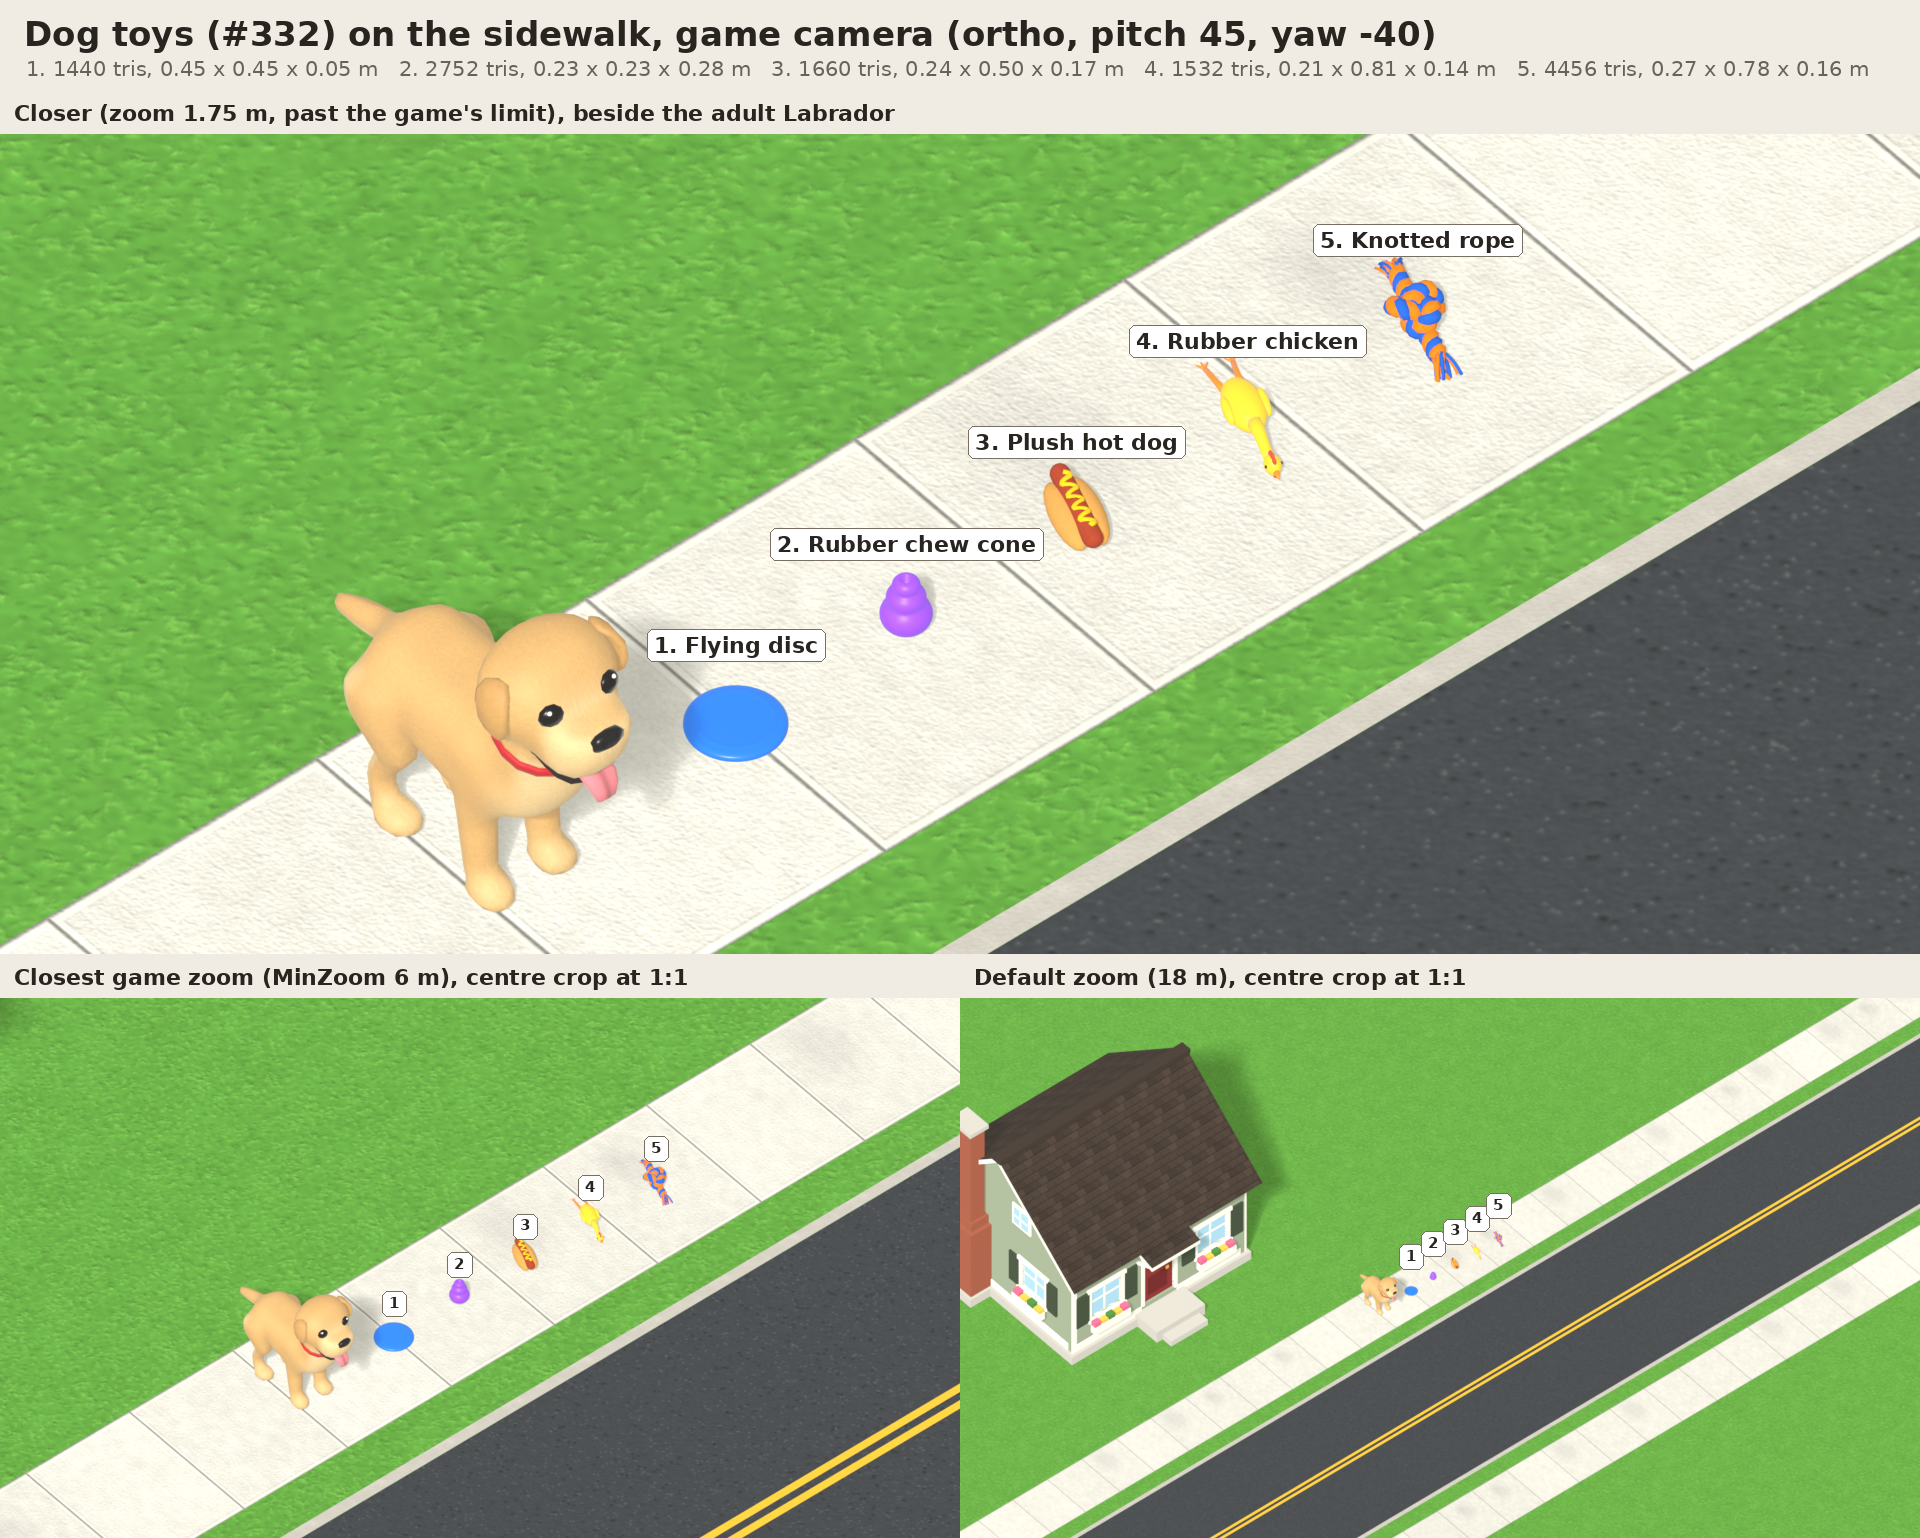 Dog toys (#332) on the sidewalk, game camera (ortho, pitch 45, yaw -40)
1. 1440 tris, 0.45 x 0.45 x 0.05 m 2. 2752 tris, 0.23 x 0.23 x 0.28 m 3. 1660 tris, 0.24 x 0.50 x 0.17 m 4. 1532 tris, 0.21 x 0.81 x 0.14 m 5. 4456 tris, 0.27 x 0.78 x 0.16 m
Closer (zoom 1.75 m, past the game's limit), beside the adult Labrador
5. Knotted rope
4. Rubber chicken
3. Plush hot dog
2. Rubber chew cone
1. Flying disc
Closest game zoom (MinZoom 6 m), centre crop at 1:1
5
4
3
2
1
Default zoom (18 m), centre crop at 1:1
5
4
3
2
1